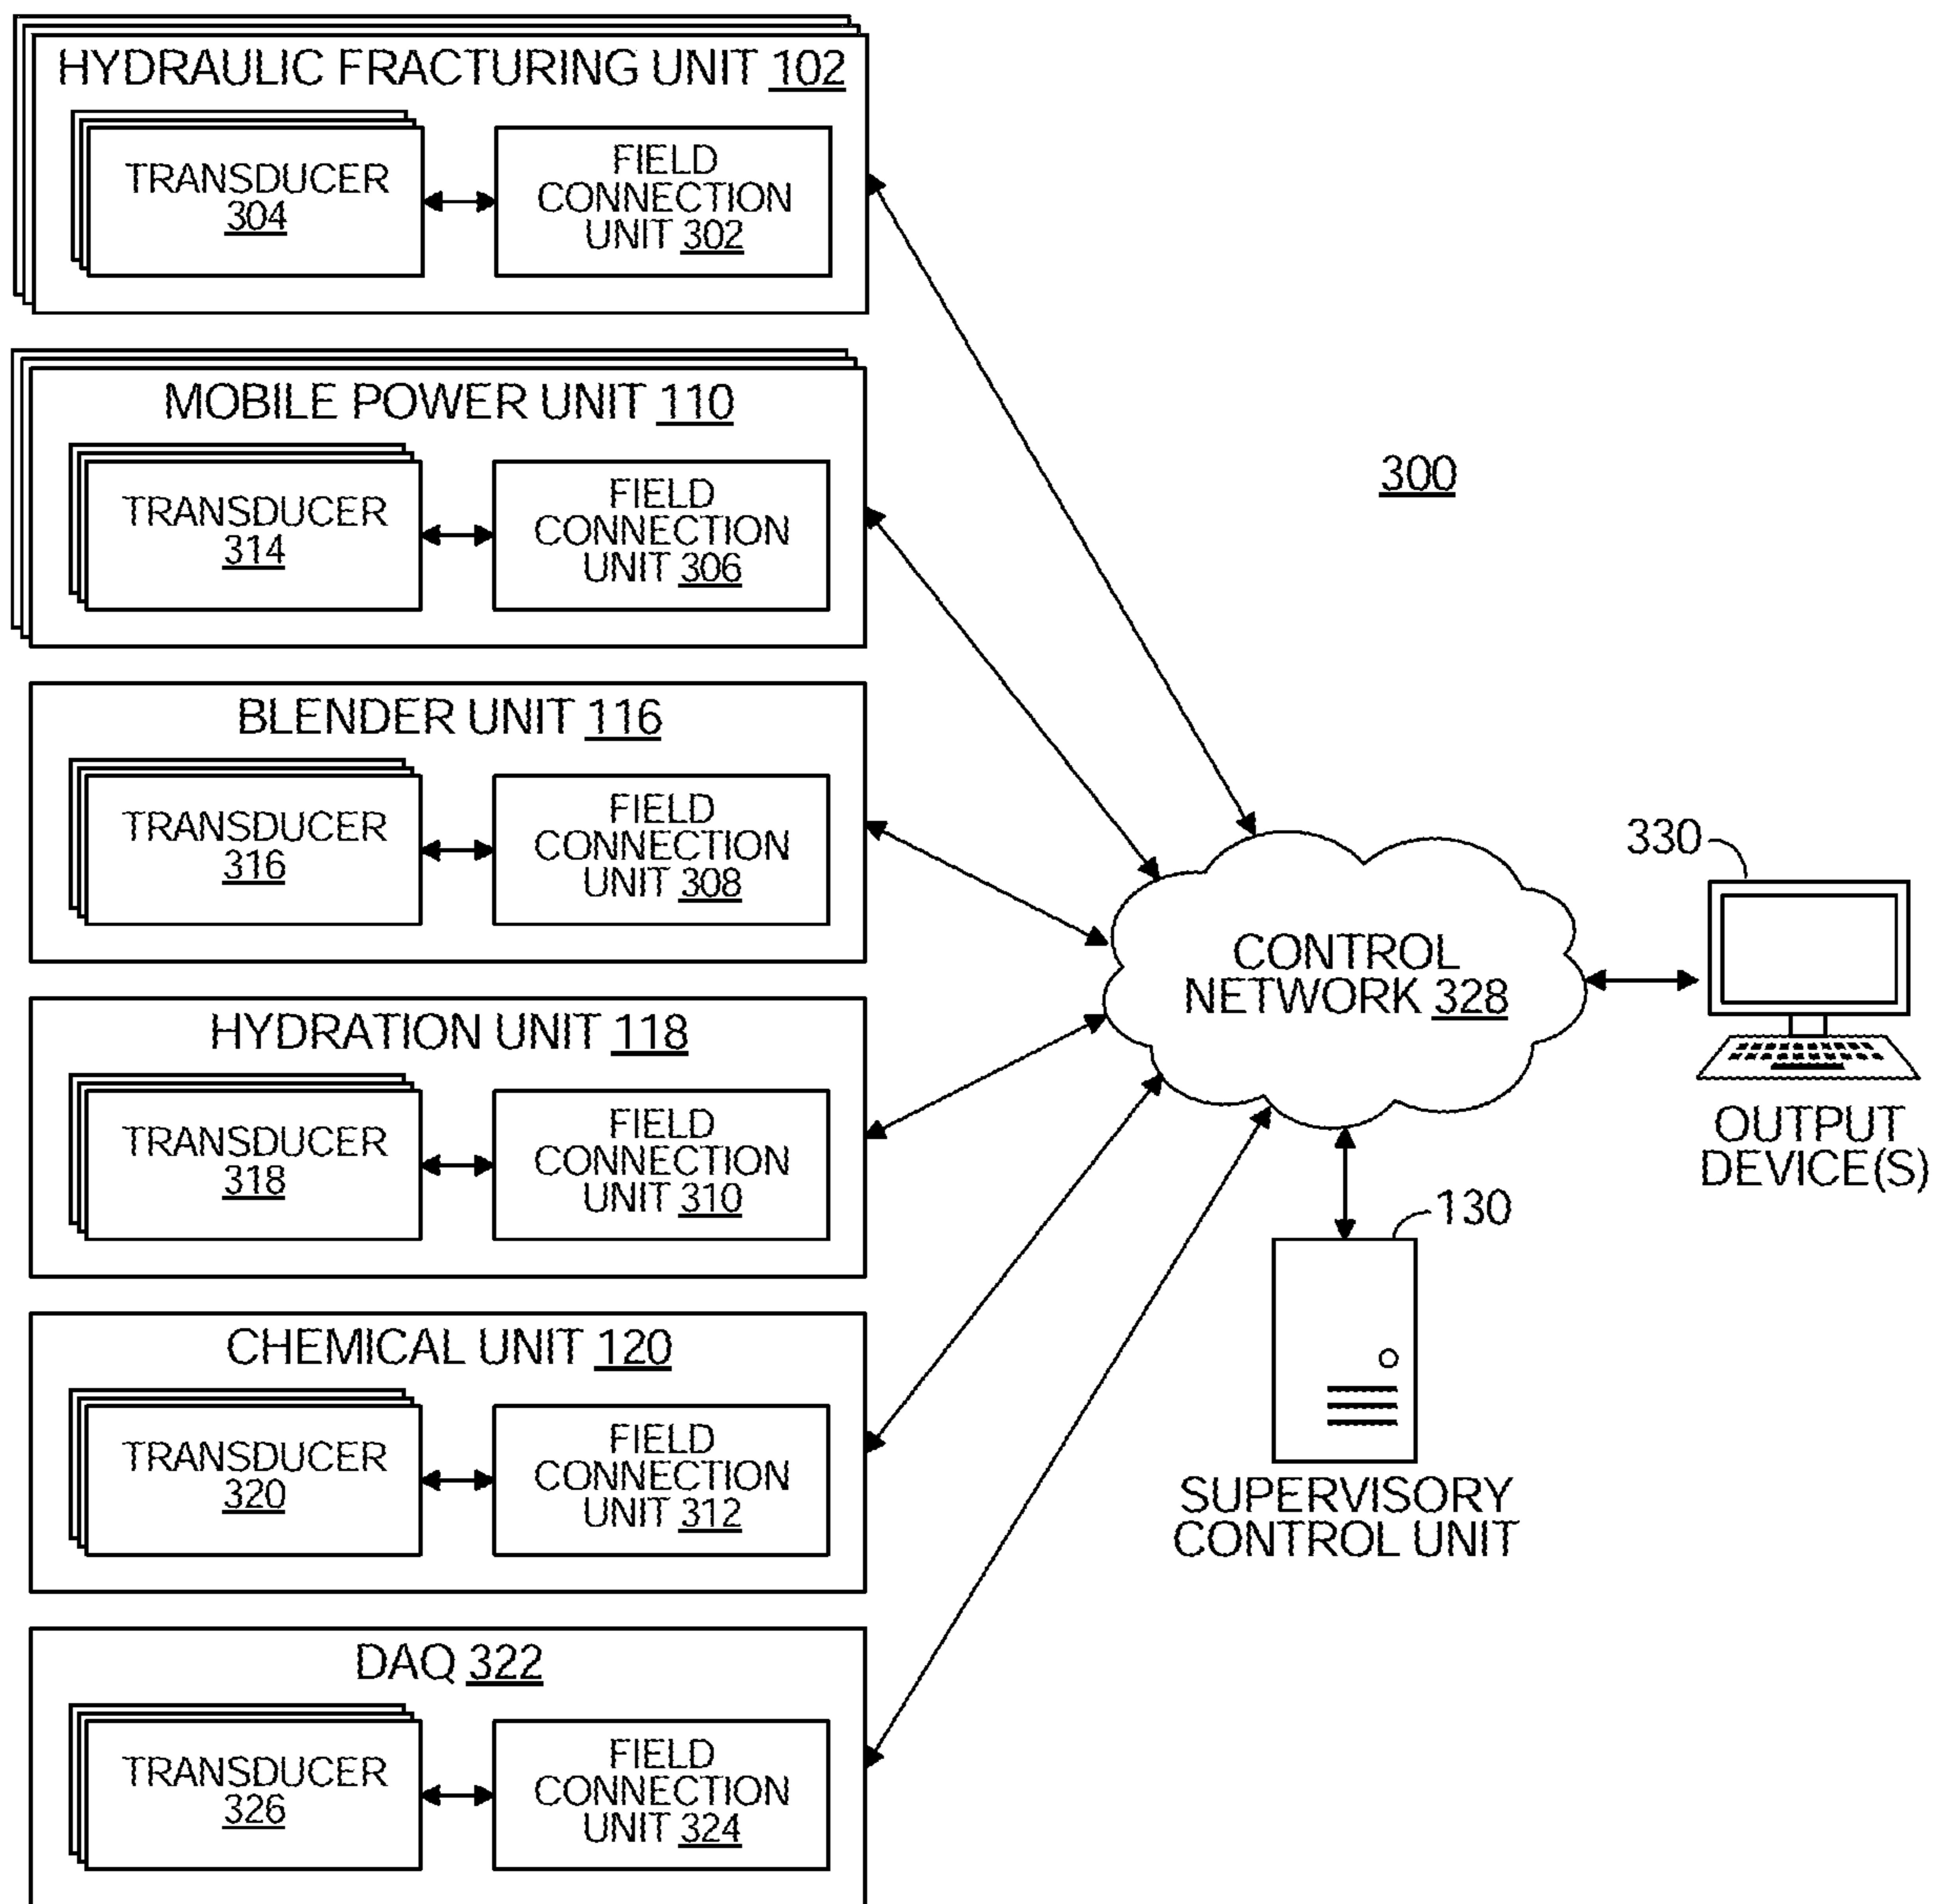 HYDRAULIC FRACTURING UNIT 102
TRANSDUCER
304
FIELD
CONNECTION
UNIT 302
MOBILE POWER UNIT 110
TRANSDUCER
314
FIELD
CONNECTION
UNIT 306
300
BLENDER UNIT 116
TRANSDUCER
316
FIELD
CONNECTION
UNIT 308
HYDRATION UNIT 118
TRANSDUCER
318
FIELD
CONNECTION
UNIT 310
CHEMICAL UNIT 120
TRANSDUCER
320
FIELD
CONNECTION
UNIT 312
DAQ 322
TRANSDUCER
326
FIELD
CONNECTION
UNIT 324
CONTROL
NETWORK 328
330
OUTPUT
DEVICE(S)
130
SUPERVISORY
CONTROL UNIT